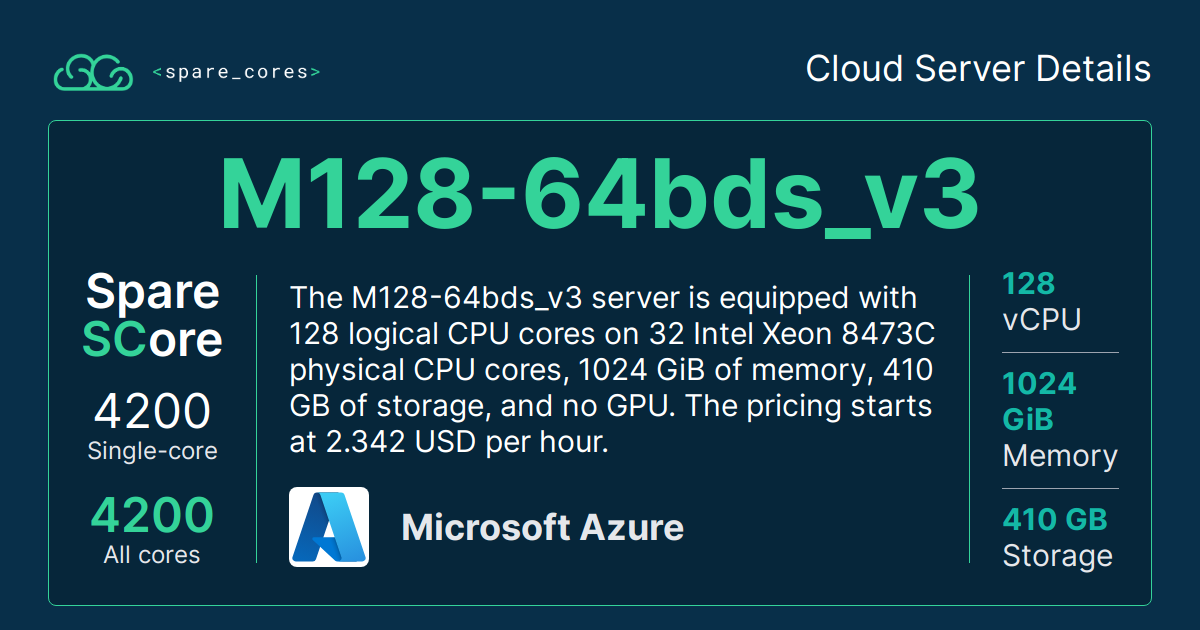 <spare_cores>
Cloud Server Details
M128-64bds_v3
Spare
SCore
4200
Single-core
4200
All cores
The M128-64bds_v3 server is equipped with
128 logical CPU cores on 32 Intel Xeon 8473C
physical CPU cores, 1024 GiB of memory, 410
GB of storage, and no GPU. The pricing starts
at 2.342 USD per hour.
Microsoft Azure
128
vCPU
1024
GiB
Memory
410 GB
Storage